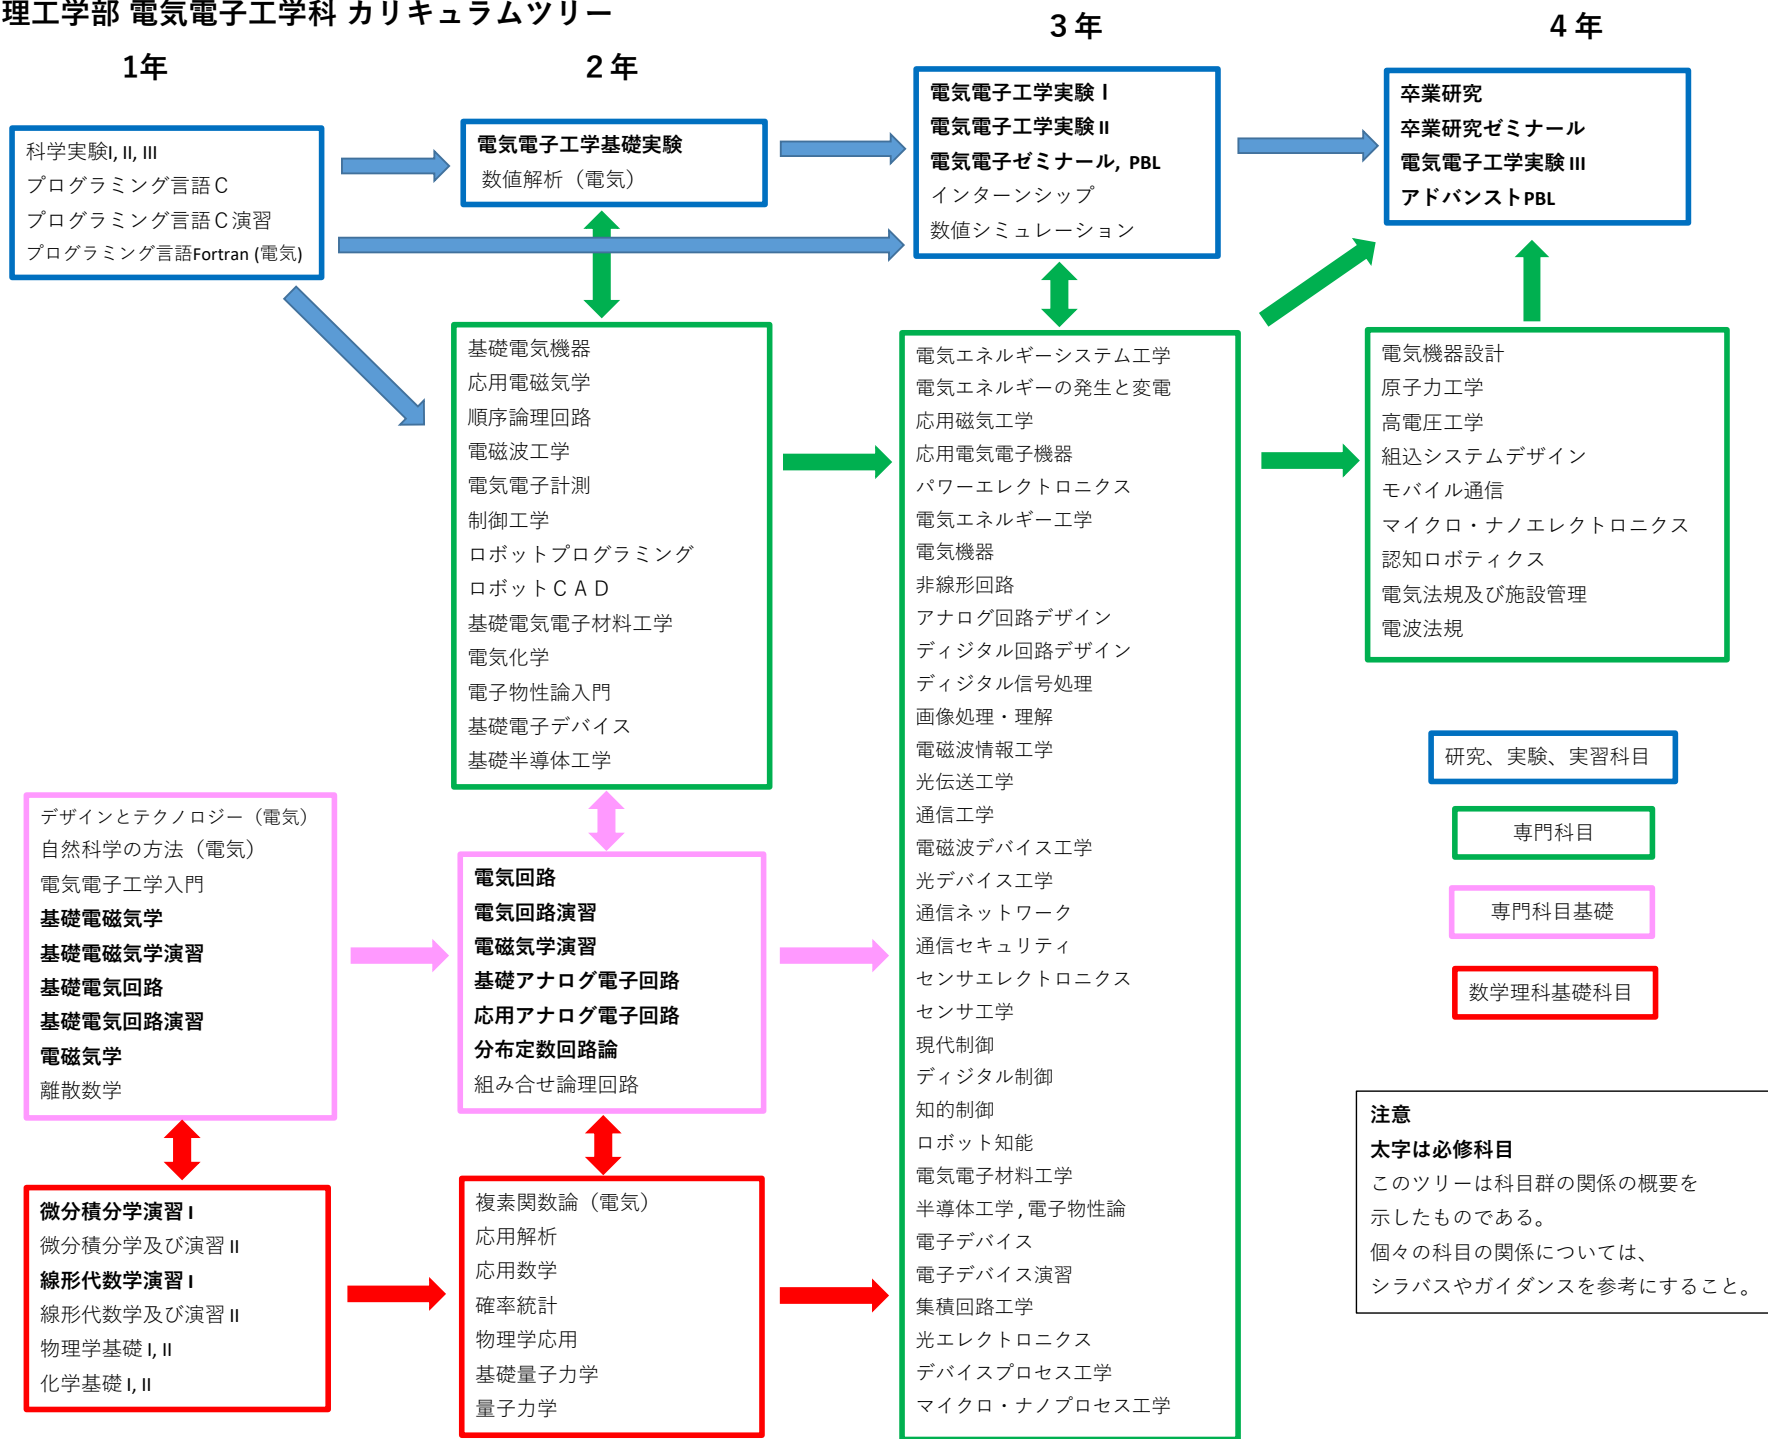 理工学部 電気電子工学科 カリキュラムツリー
1年
２年
３年
４年
科学実験I, II, III
プログラミング言語Ｃ
プログラミング言語Ｃ演習
プログラミング言語Fortran (電気)
電気電子工学基礎実験
数値解析（電気）
電気電子工学実験 I
電気電子工学実験 II
電気電子ゼミナール, PBL
インターンシップ
数値シミュレーション
卒業研究
卒業研究ゼミナール
電気電子工学実験 III
アドバンストPBL
基礎電気機器
応用電磁気学
順序論理回路
電磁波工学
電気電子計測
制御工学
ロボットプログラミング
ロボットＣＡＤ
基礎電気電子材料工学
電気化学
電子物性論入門
基礎電子デバイス
基礎半導体工学
電気エネルギーシステム工学
電気エネルギーの発生と変電
応用磁気工学
応用電気電子機器
パワーエレクトロニクス
電気エネルギー工学
電気機器
非線形回路
アナログ回路デザイン
ディジタル回路デザイン
ディジタル信号処理
画像処理・理解
電磁波情報工学
光伝送工学
通信工学
電磁波デバイス工学
光デバイス工学
通信ネットワーク
通信セキュリティ
センサエレクトロニクス
センサ工学
現代制御
ディジタル制御
知的制御
ロボット知能
電気電子材料工学
半導体工学 , 電子物性論
電子デバイス
電子デバイス演習
集積回路工学
光エレクトロニクス
デバイスプロセス工学
マイクロ・ナノプロセス工学
電気機器設計
原子力工学
高電圧工学
組込システムデザイン
モバイル通信
マイクロ・ナノエレクトロニクス
認知ロボティクス
電気法規及び施設管理
電波法規
デザインとテクノロジー（電気）
自然科学の方法（電気）
電気電子工学入門
基礎電磁気学
基礎電磁気学演習
基礎電気回路
基礎電気回路演習
電磁気学
離散数学
電気回路
電気回路演習
電磁気学演習
基礎アナログ電子回路
応用アナログ電子回路
分布定数回路論
組み合せ論理回路
微分積分学演習 I
微分積分学及び演習 II
線形代数学演習 I
線形代数学及び演習 II
物理学基礎 I, II
化学基礎 I, II
複素関数論（電気）
応用解析
応用数学
確率統計
物理学応用
基礎量子力学
量子力学
研究、実験、実習科目
専門科目
専門科目基礎
数学理科基礎科目
注意
太字は必修科目
このツリーは科目群の関係の概要を
示したものである。
個々の科目の関係については、
シラバスやガイダンスを参考にすること。